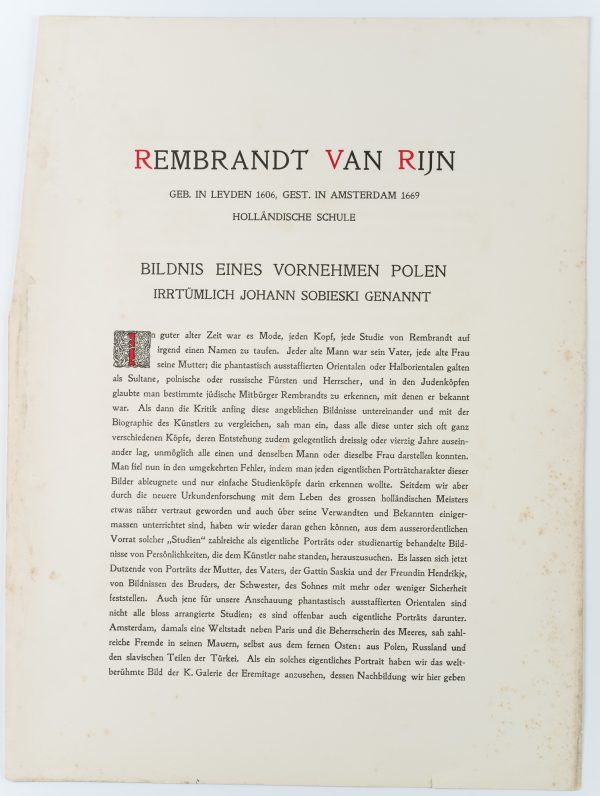 REMBRANDT VAN RIJN
GEB. IN LEYDEN 1606, GEST. IN AMSTERDAM 1669
HOLLÄNDISCHE SCHULE
BILDNIS EINES VORNEHMEN POLEN
IRRTÜMLICH JOHANN SOBIESKI GENANNT
In guter alter Zeit war es Mode, jeden Kopf, jede Studie von Rembrandt auf
irgend einen Namen zu taufen. Jeder alte Mann war sein Vater, jede alte Frau
seine Mutter; die phantastisch ausstaffierten Orientalen oder Halborientalen galten
als Sultane, polnische oder russische Fürsten und Herrscher, und in den Judenköpfen
glaubte man bestimmte jüdische Mitbürger Rembrandts zu erkennen, mit denen er bekannt
war. Als dann die Kritik anfing diese angeblichen Bildnisse untereinander und mit der
Biographie des Künstlers zu vergleichen, sah man ein, dass alle diese unter sich oft ganz
verschiedenen Köpfe, deren Entstehung zudem gelegentlich dreissig oder vierzig Jahre ausein-
ander lag, unmöglich alle einen und denselben Mann oder dieselbe Frau darstellen konnten.
Man fiel nun in den umgekehrten Fehler, indem man jeden eigentlichen Porträtcharakter dieser
Bilder ableugnete und nur einfache Studienköpfe darin erkennen wollte. Seitdem wir aber
durch die neuere Urkundenforschung mit dem Leben des grossen holländischen Meisters
etwas näher vertraut geworden und auch über seine Verwandten und Bekannten einiger-
massen unterrichtet sind, haben wir wieder daran gehen können, aus dem ausserordentlichen
Vorrat solcher „Studien" zahlreiche als eigentliche Porträts oder studienartig behandelte Bild-
nisse von Persönlichkeiten, die dem Künstler nahe standen, herauszusuchen. Es lassen sich jetzt
Dutzende von Porträts der Mutter, des Vaters, der Gattin Saskia und der Freundin Hendrikje,
von Bildnissen des Bruders, der Schwester, des Sohnes mit mehr oder weniger Sicherheit
feststellen. Auch jene für unsere Anschauung phantastisch ausstaffierten Orientalen sind
nicht alle bloss arrangierte Studien; es sind offenbar auch eigentliche Porträts darunter.
Amsterdam, damals eine Weltstadt neben Paris und die Beherrscherin des Meeres, sah zahl-
reiche Fremde in seinen Mauern, selbst aus dem fernen Osten: aus Polen, Russland und
den slavischen Teilen der Türkei. Als ein solches eigentliches Portrait haben wir das welt-
berühmte Bild der K. Galerie der Eremitage anzusehen, dessen Nachbildung wir hier geben